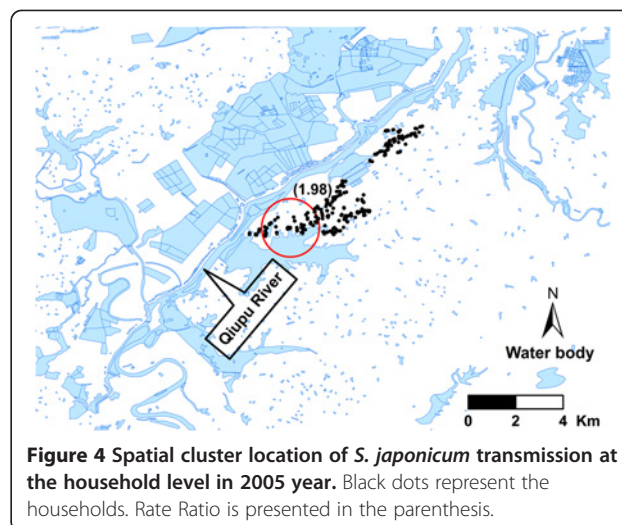 (1.98)
Qiupu River
N
Water body
0 2 4 Km
Figure 4 Spatial cluster location of S. japonicum transmission at
the household level in 2005 year. Black dots represent the
households. Rate Ratio is presented in the parenthesis.